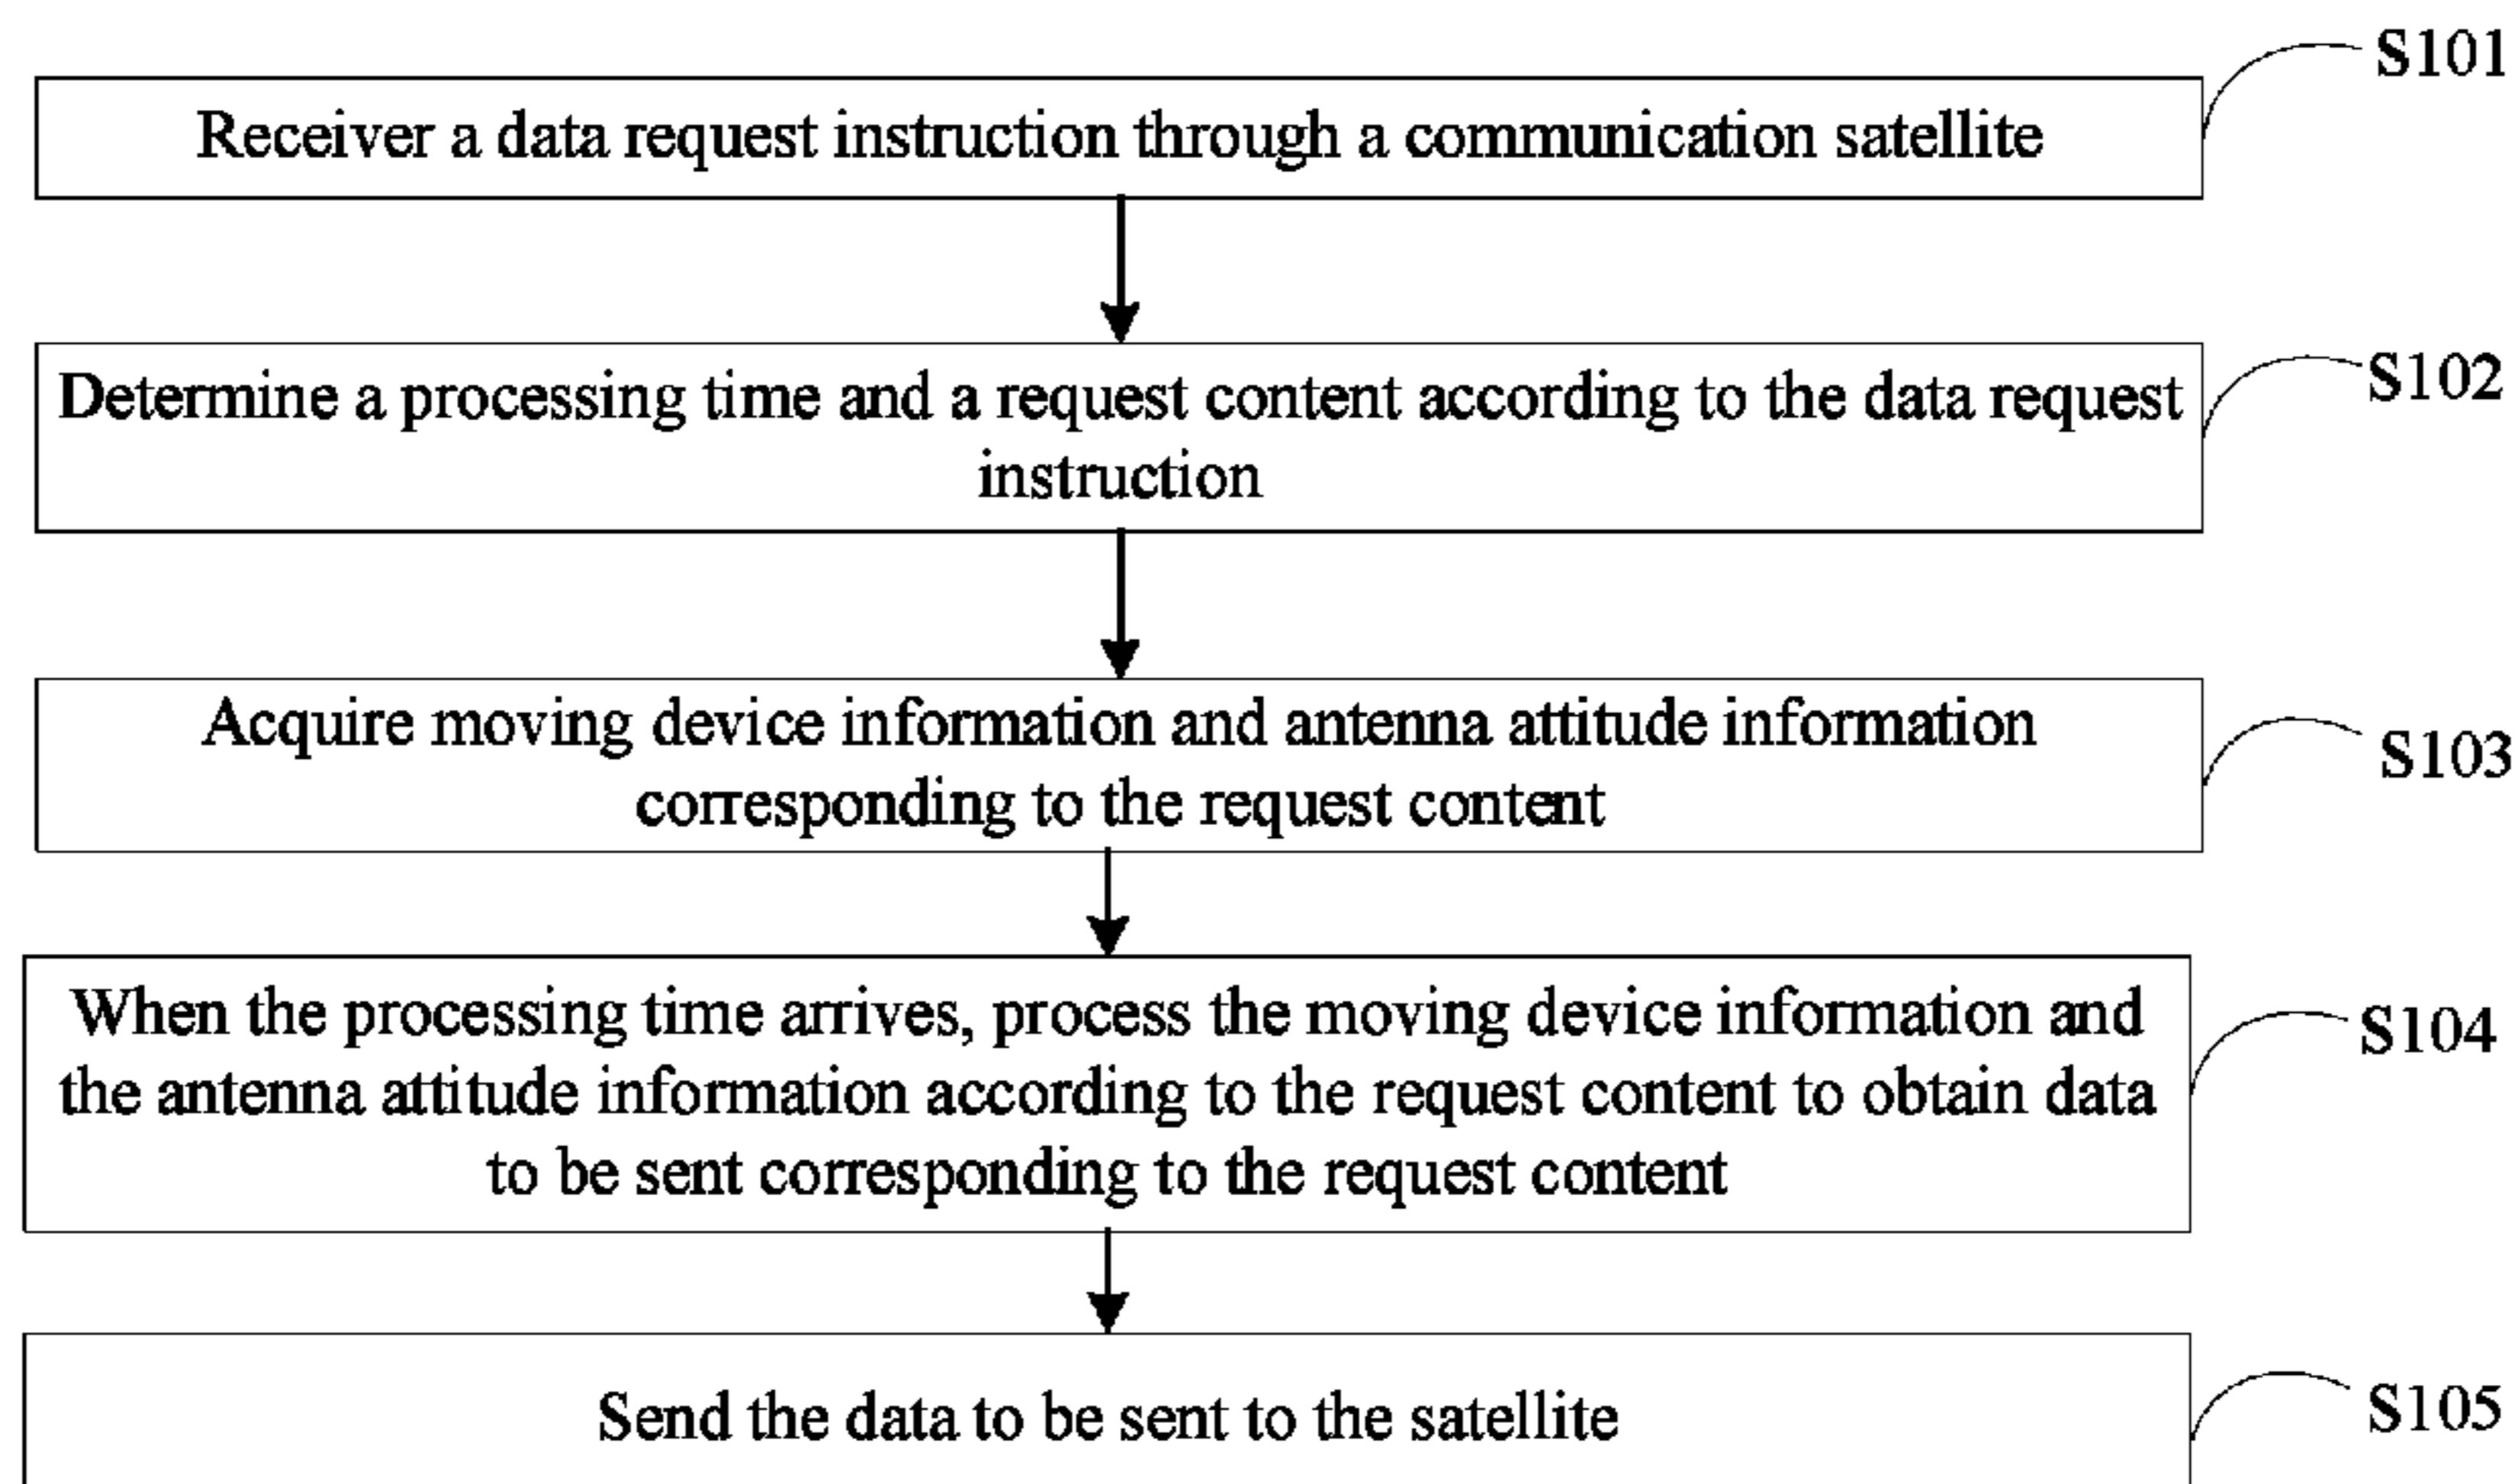 S101
Receiver a data request instruction through a communication satellite
Determine a processing time and a request content according to the data request
instruction
S102
Acquire moving device information and antenna attitude information
corresponding to the request content
S103
When the processing time arrives, process the moving device information and
the antenna attitude information according to the request content to obtain data
to be sent corresponding to the request content
S104
Send the data to be sent to the satellite
S105